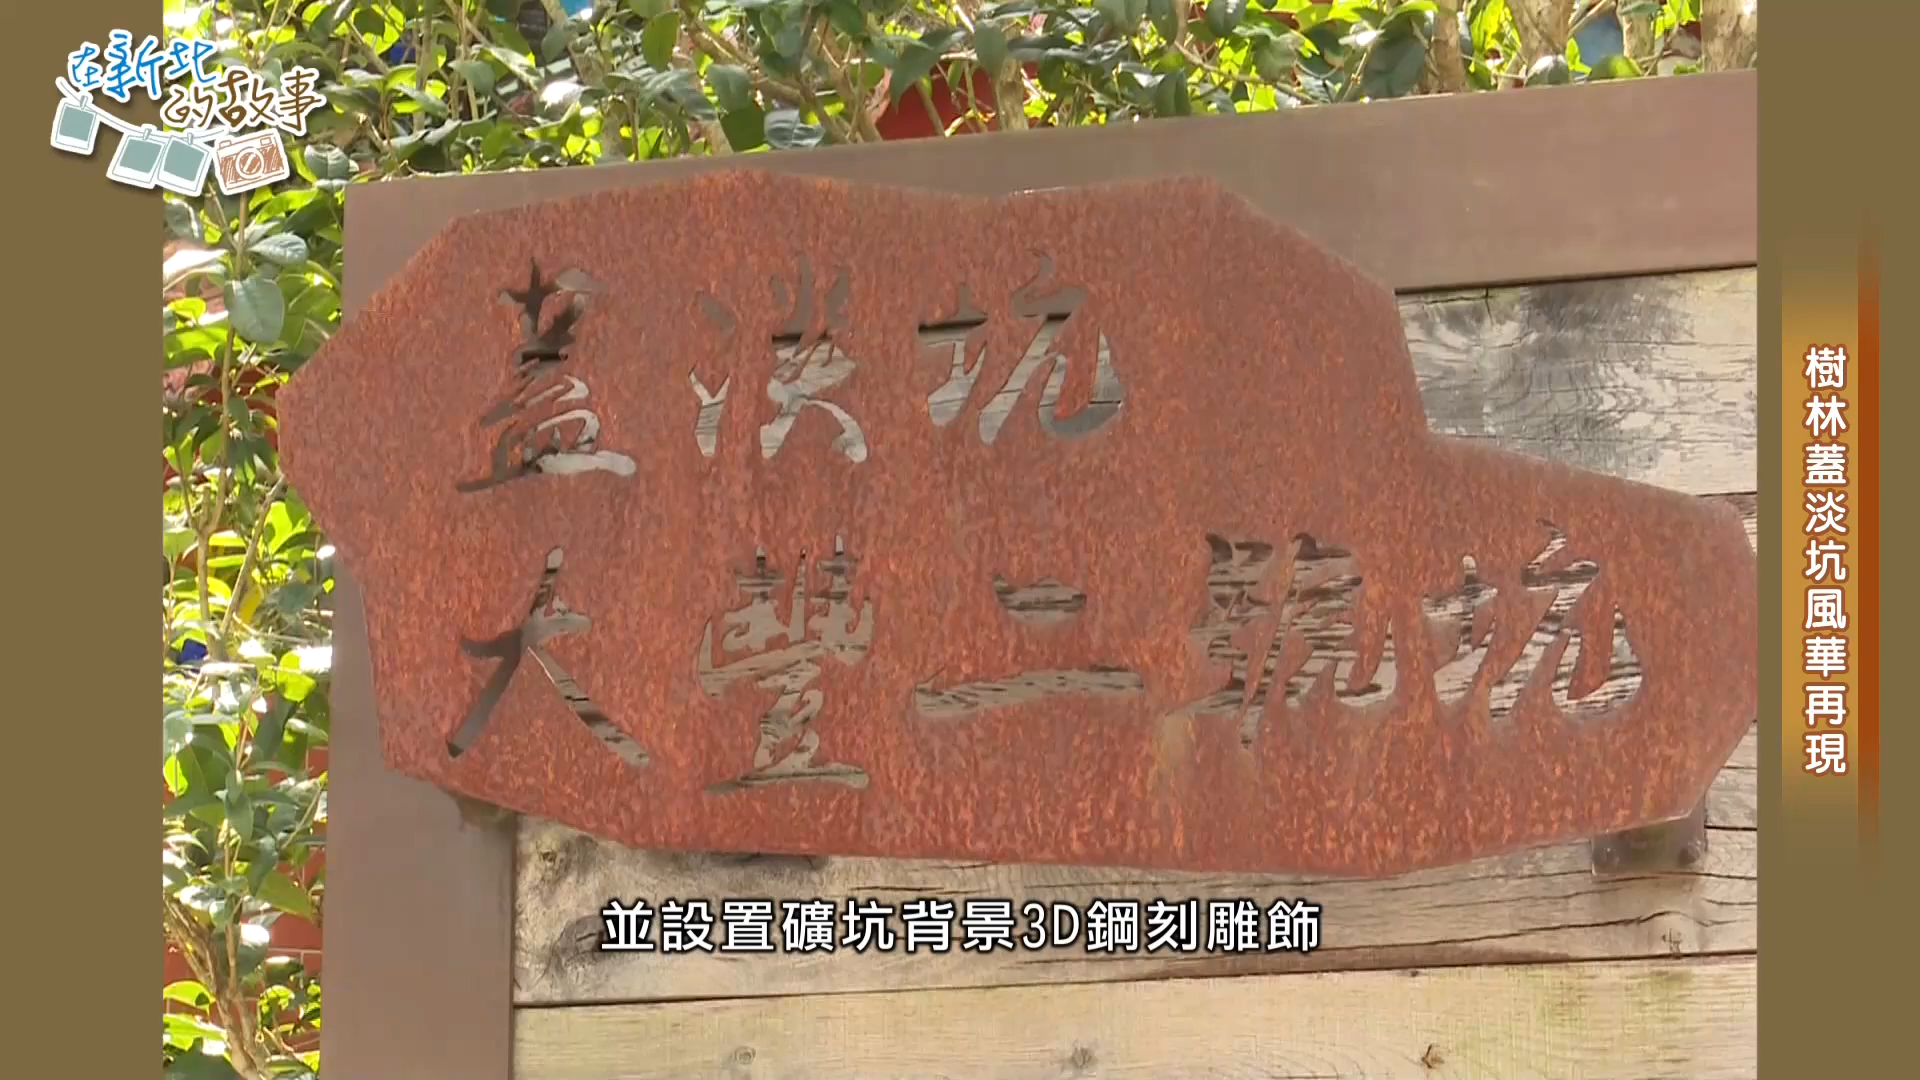 在新北
的故事
盖淡坑
大豐二號坑
樹林蓋淡坑風華再現
並設置礦坑背景3D鋼刻雕飾